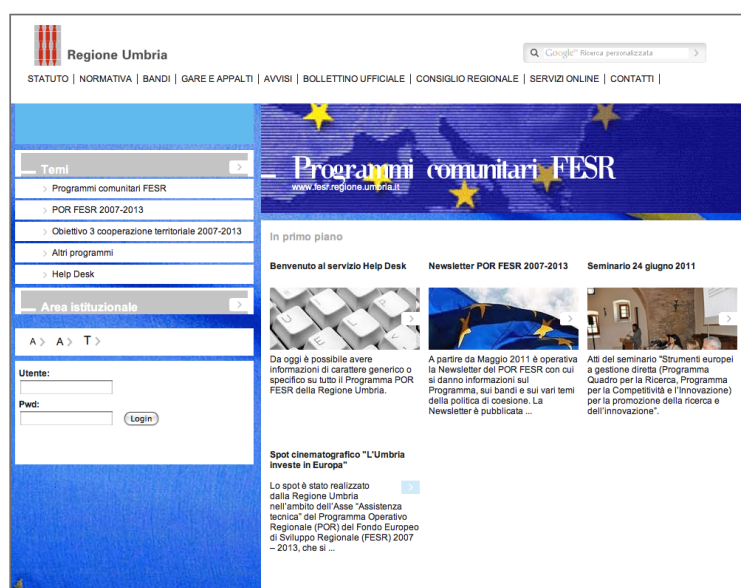 Regione Umbria
Google™ Ricerca personalizzata
STATUTO | NORMATIVA | BANDI | GARE E APPALTI | AVVISI | BOLLETTINO UFFICIALE | CONSIGLIO REGIONALE | SERVIZI ONLINE | CONTATTI |
Temi
Programmi comunitari FESR
POR FESR 2007-2013
Obiettivo 3 cooperazione territoriale 2007-2013
Altri programmi
Help Desk
Area istituzionale
A > A > T >
Utente:
Pwd:
Login
Programmi comunitari FESR
www.fesr.regione.umbria.it
In primo piano
Benvenuto al servizio Help Desk
Da oggi è possibile avere
informazioni di carattere generico o
specifico su tutto il Programma POR
FESR della Regione Umbria.
Newsletter POR FESR 2007-2013
A partire da Maggio 2011 è operativa
la Newsletter del POR FESR con cui
si danno informazioni sul
Programma, sui bandi e sui vari temi
della politica di coesione. La
Newsletter è pubblicata ...
Seminario 24 giugno 2011
Atti del seminario "Strumenti europei
a gestione diretta (Programma
Quadro per la Ricerca, Programma
per la Competitività e l'Innovazione)
per la promozione della ricerca e
dell'innovazione".
Spot cinematografico "L'Umbria
investe in Europa"
Lo spot è stato realizzato
dalla Regione Umbria
nell'ambito dell'Asse "Assistenza
tecnica" del Programma Operativo
Regionale (POR) del Fondo Europeo
di Sviluppo Regionale (FESR) 2007
– 2013, che si ...